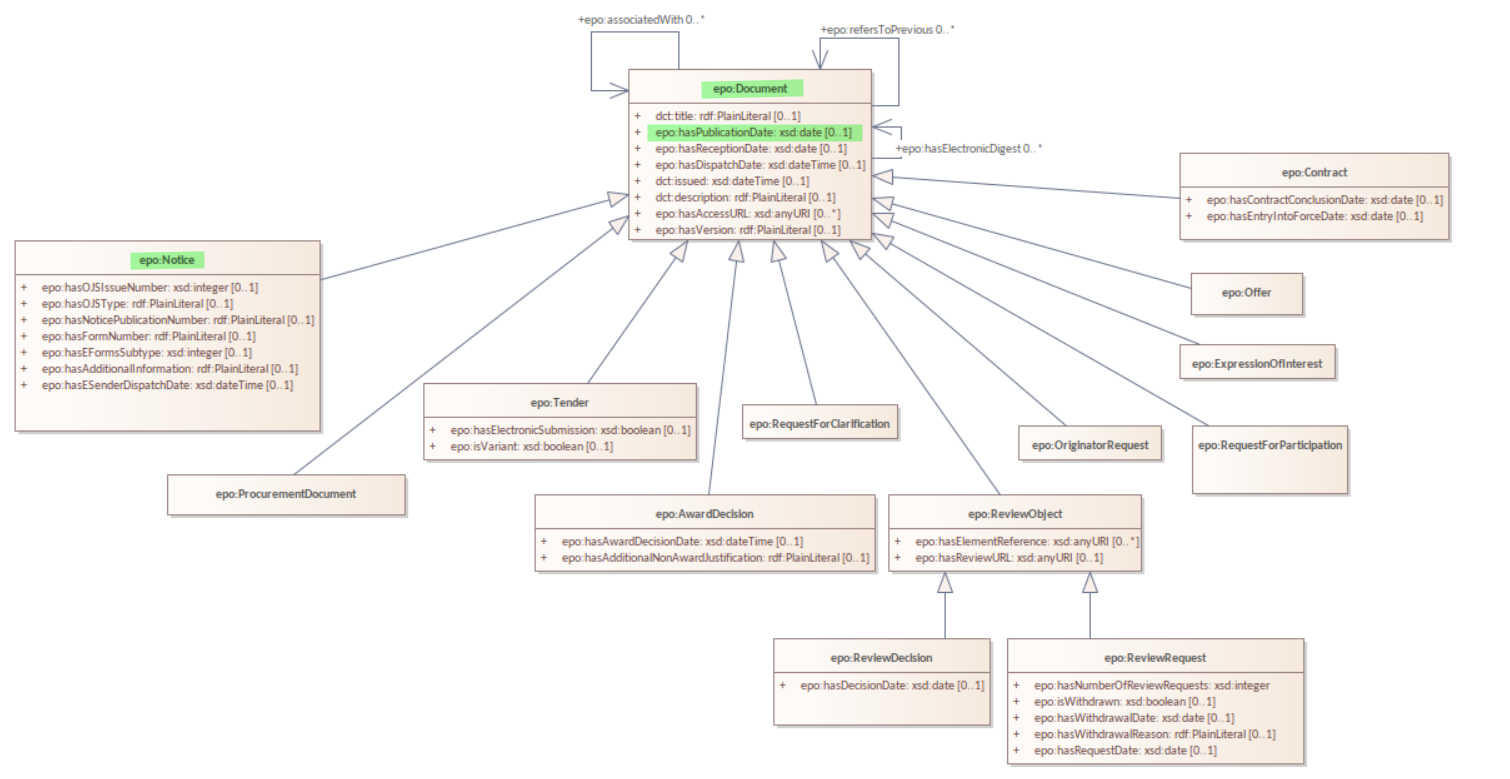 +epo:associatedWith 0..*
+epo:refersToPrevious 0..*
epo:Document
+ dct:title: rdf:PlainLiteral [0..1]
+ epo:hasPublicationDate: xsd:date [0..1]
+ epo:hasReceptionDate: xsd:date [0..1]
+ epo:hasDispatchDate: xsd:dateTime [0..1]
+ dct:issued: xsd:dateTime [0..1]
+ dct:description: rdf:PlainLiteral [0..1]
+ epo:hasAccessURL: xsd:anyURI [0..*]
+ epo:hasVersion: rdf:PlainLiteral [0..1]
+epo:hasElectronicDigest 0..*
epo:Contract
+ epo:hasContractConclusionDate: xsd:date [0..1]
+ epo:hasEntryIntoForceDate: xsd:date [0..1]
epo:Notice
+ epo:hasOJSIssueNumber: xsd:integer [0..1]
+ epo:hasOJSType: rdf:PlainLiteral [0..1]
+ epo:hasNoticePublicationNumber: rdf:PlainLiteral [0..1]
+ epo:hasFormNumber: rdf:PlainLiteral [0..1]
+ epo:hasEFormsSubtype: xsd:integer [0..1]
+ epo:hasAdditionalInformation: rdf:PlainLiteral [0..1]
+ epo:hasESenderDispatchDate: xsd:dateTime [0..1]
epo:Offer
epo:ExpressionOfInterest
epo:Tender
+ epo:hasElectronicSubmission: xsd:boolean [0..1]
+ epo:isVariant: xsd:boolean [0..1]
epo:RequestForClarification
epo:OriginatorRequest
epo:RequestForParticipation
epo:ProcurementDocument
epo:AwardDecision
+ epo:hasAwardDecisionDate: xsd:dateTime [0..1]
+ epo:hasAdditionalNonAwardJustification: rdf:PlainLiteral [0..1]
epo:ReviewObject
+ epo:hasElementReference: xsd:anyURI [0..*]
+ epo:hasReviewURL: xsd:anyURI [0..1]
epo:ReviewDecision
+ epo:hasDecisionDate: xsd:date [0..1]
epo:ReviewRequest
+ epo:hasNumberOfReviewRequests: xsd:integer
+ epo:isWithdrawn: xsd:boolean [0..1]
+ epo:hasWithdrawalDate: xsd:date [0..1]
+ epo:hasWithdrawalReason: rdf:PlainLiteral [0..1]
+ epo:hasRequestDate: xsd:date [0..1]